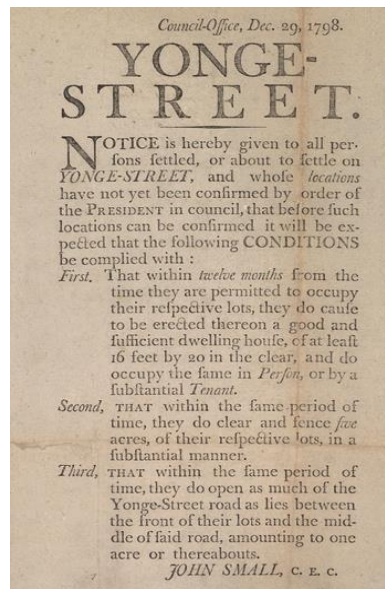 Council-Office, Dec. 29, 1798.
YONGE-
STREET.
NOTICE is hereby given to all per-
ſons ſettled, or about to ſettle on
YONGE-STREET, and whoſe locations
have not yet been confirmed by order of
the PRESIDENT in council, that before ſuch
locations can be confirmed it will be ex-
pected that the following CONDITIONS
be complied with :
Firſt. That within twelve months from the
time they are permitted to occupy
their reſpective lots, they do cauſe
to be erected thereon a good and
ſufficient dwelling houſe, of at leaſt
16 feet by 20 in the clear, and do
occupy the ſame in Perſon, or by a
ſubſtantial Tenant.
Second, THAT within the ſame period of
time, they do clear and fence five
acres, of their reſpective lots, in a
ſubſtantial manner.
Third, THAT within the ſame period of
time, they do open as much of the
Yonge-Street road as lies between
the front of their lots and the mid-
dle of ſaid road, amounting to one
acre or thereabouts.
JOHN SMALL, C. E. C.